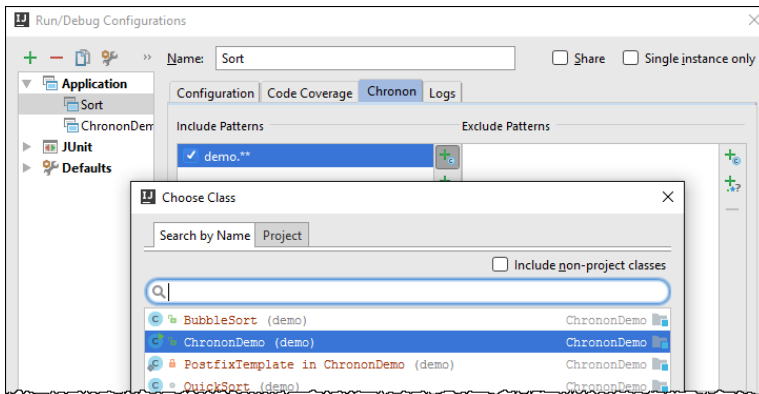 Run/Debug Configurations
» Name: Sort Share Single instance only
Application
Sort
ChrononDem
JUnit
Defaults
Configuration Code Coverage Chronon Logs
Include Patterns Exclude Patterns
demo.**
Choose Class
Search by Name Project
Include non-project classes
BubbleSort (demo) ChrononDemo
ChrononDemo (demo) ChrononDemo
PostfixTemplate in ChrononDemo (demo) ChrononDemo
QuickSort (demo) ChrononDemo